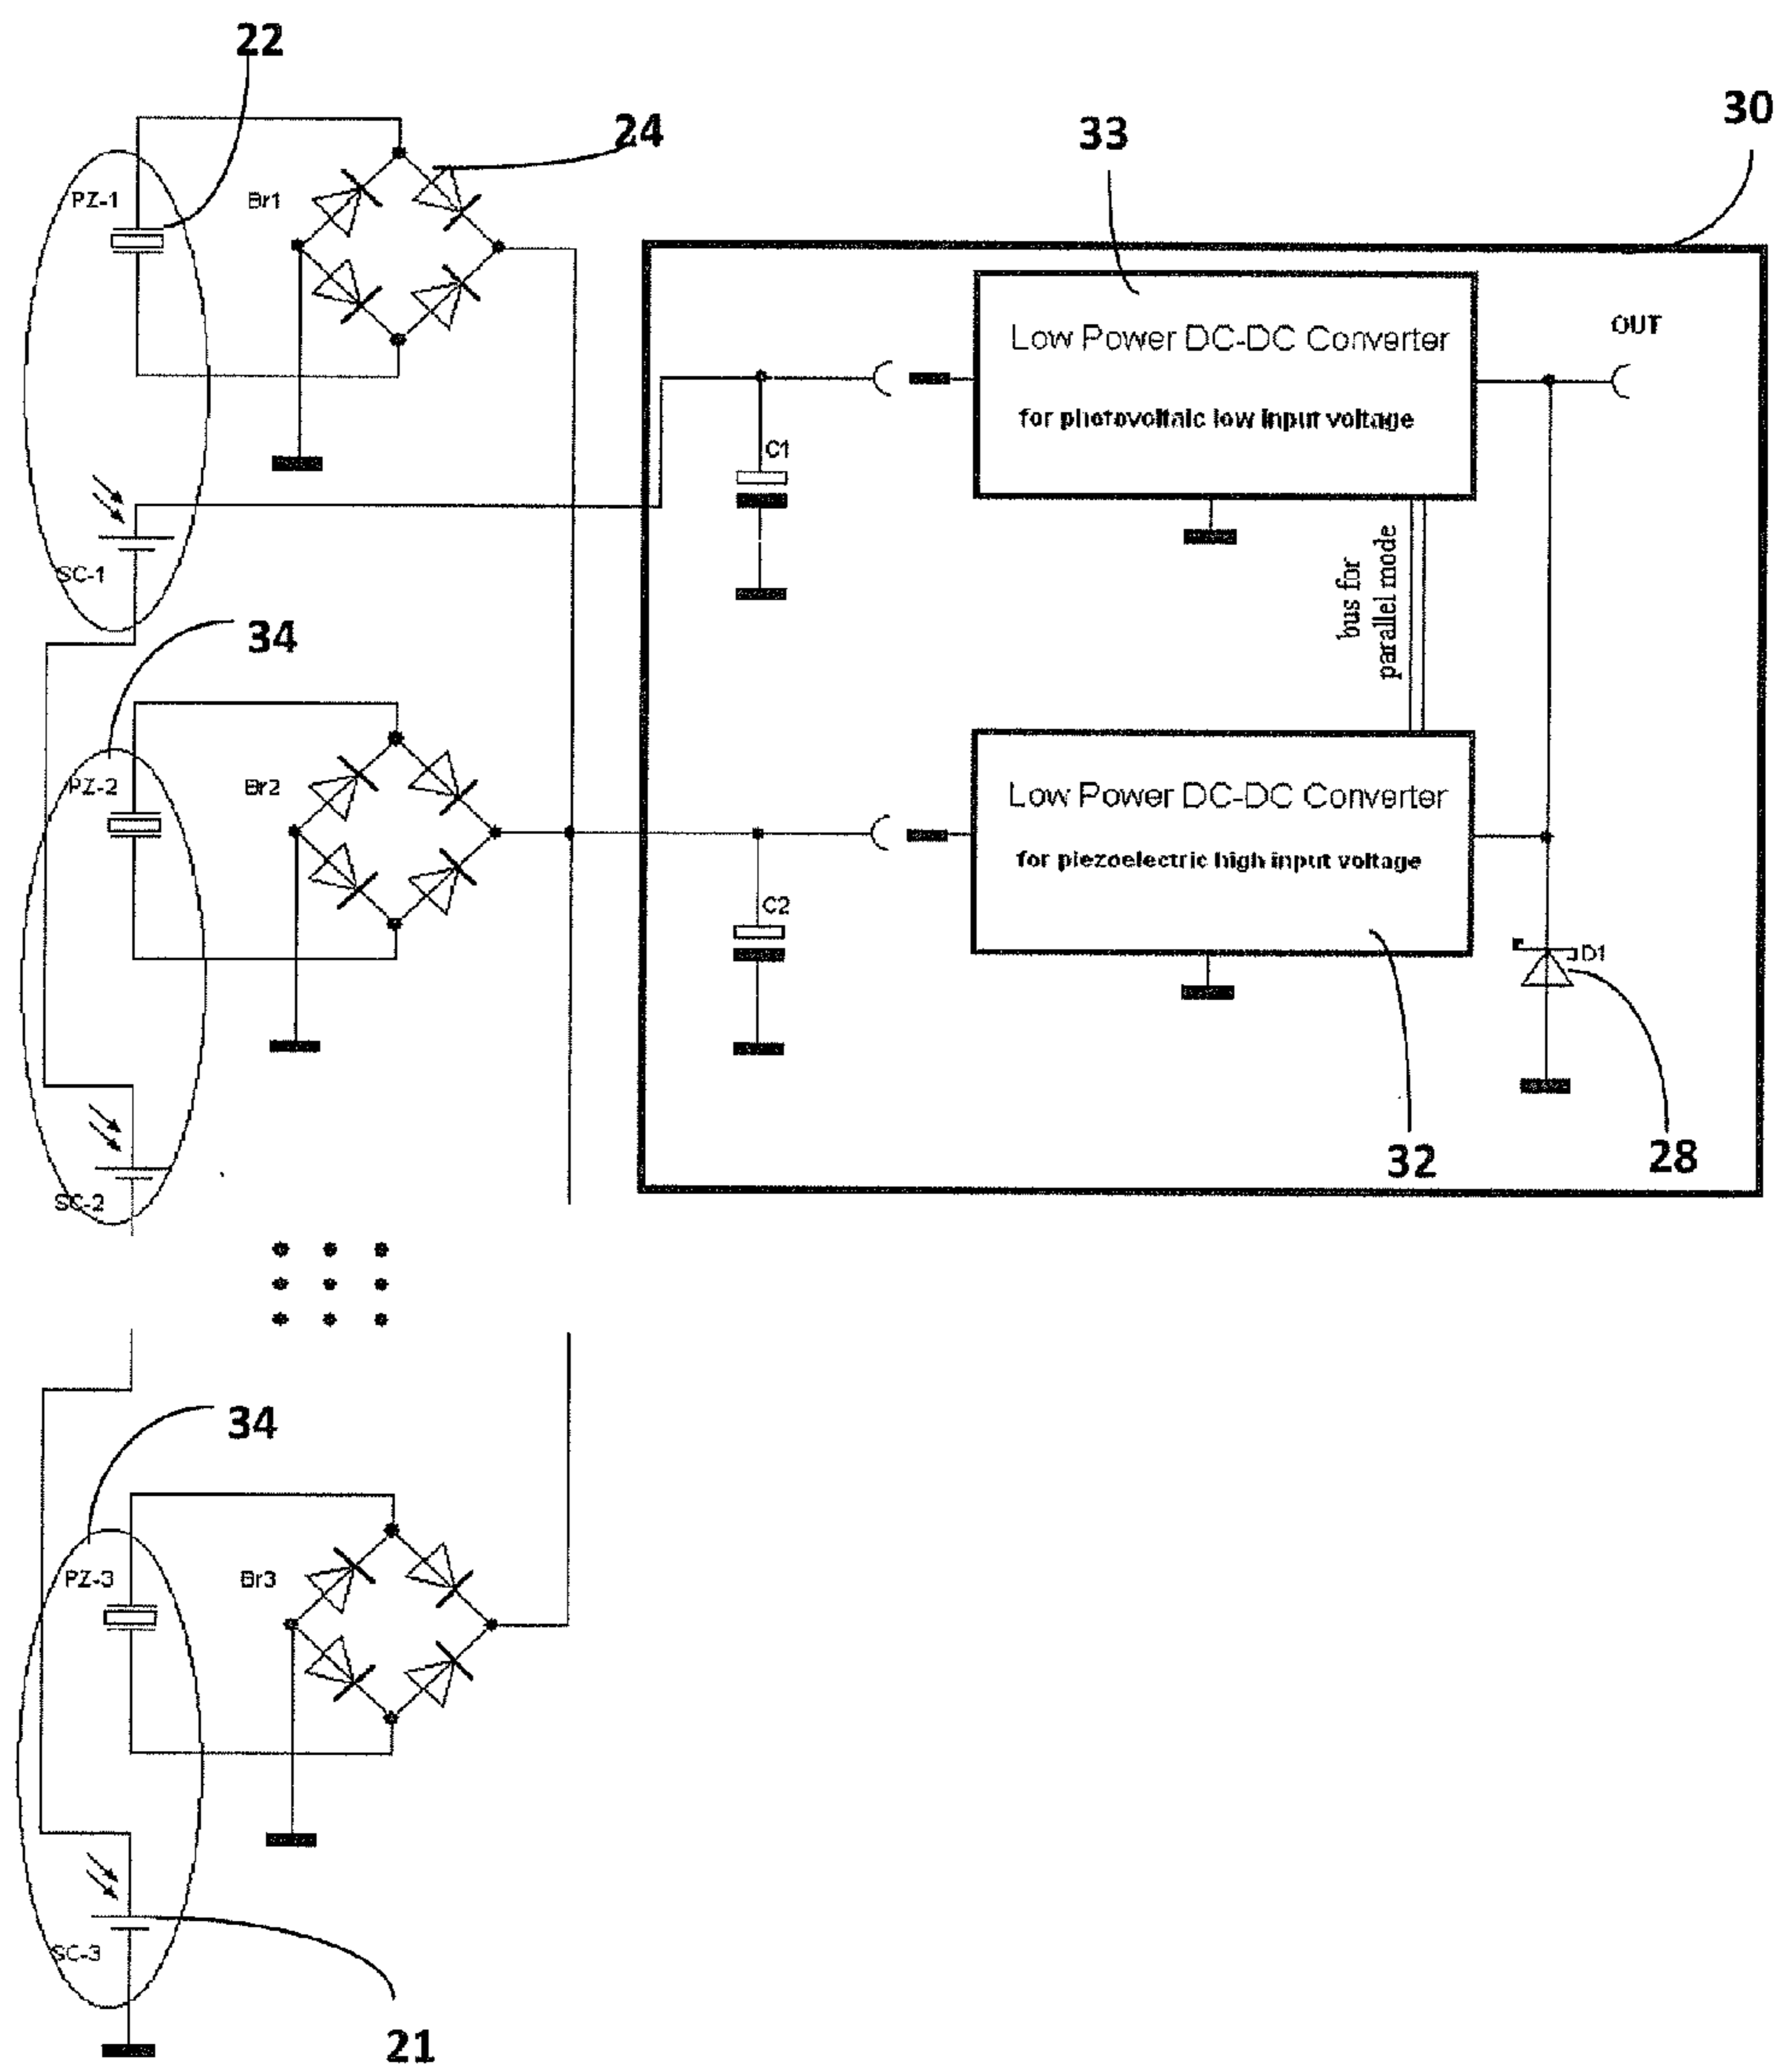 22
30
24
33
PZ-1
Br1
OUT
Low Power DC-DC Converter
for photovoltaic low input voltage
C1
SC-1
bus for
parallel mode
34
PZ-2
Br2
Low Power DC-DC Converter
for piezoelectric high input voltage
C2
D1
32
28
SC-2
34
PZ-3
Br3
SC-3
21